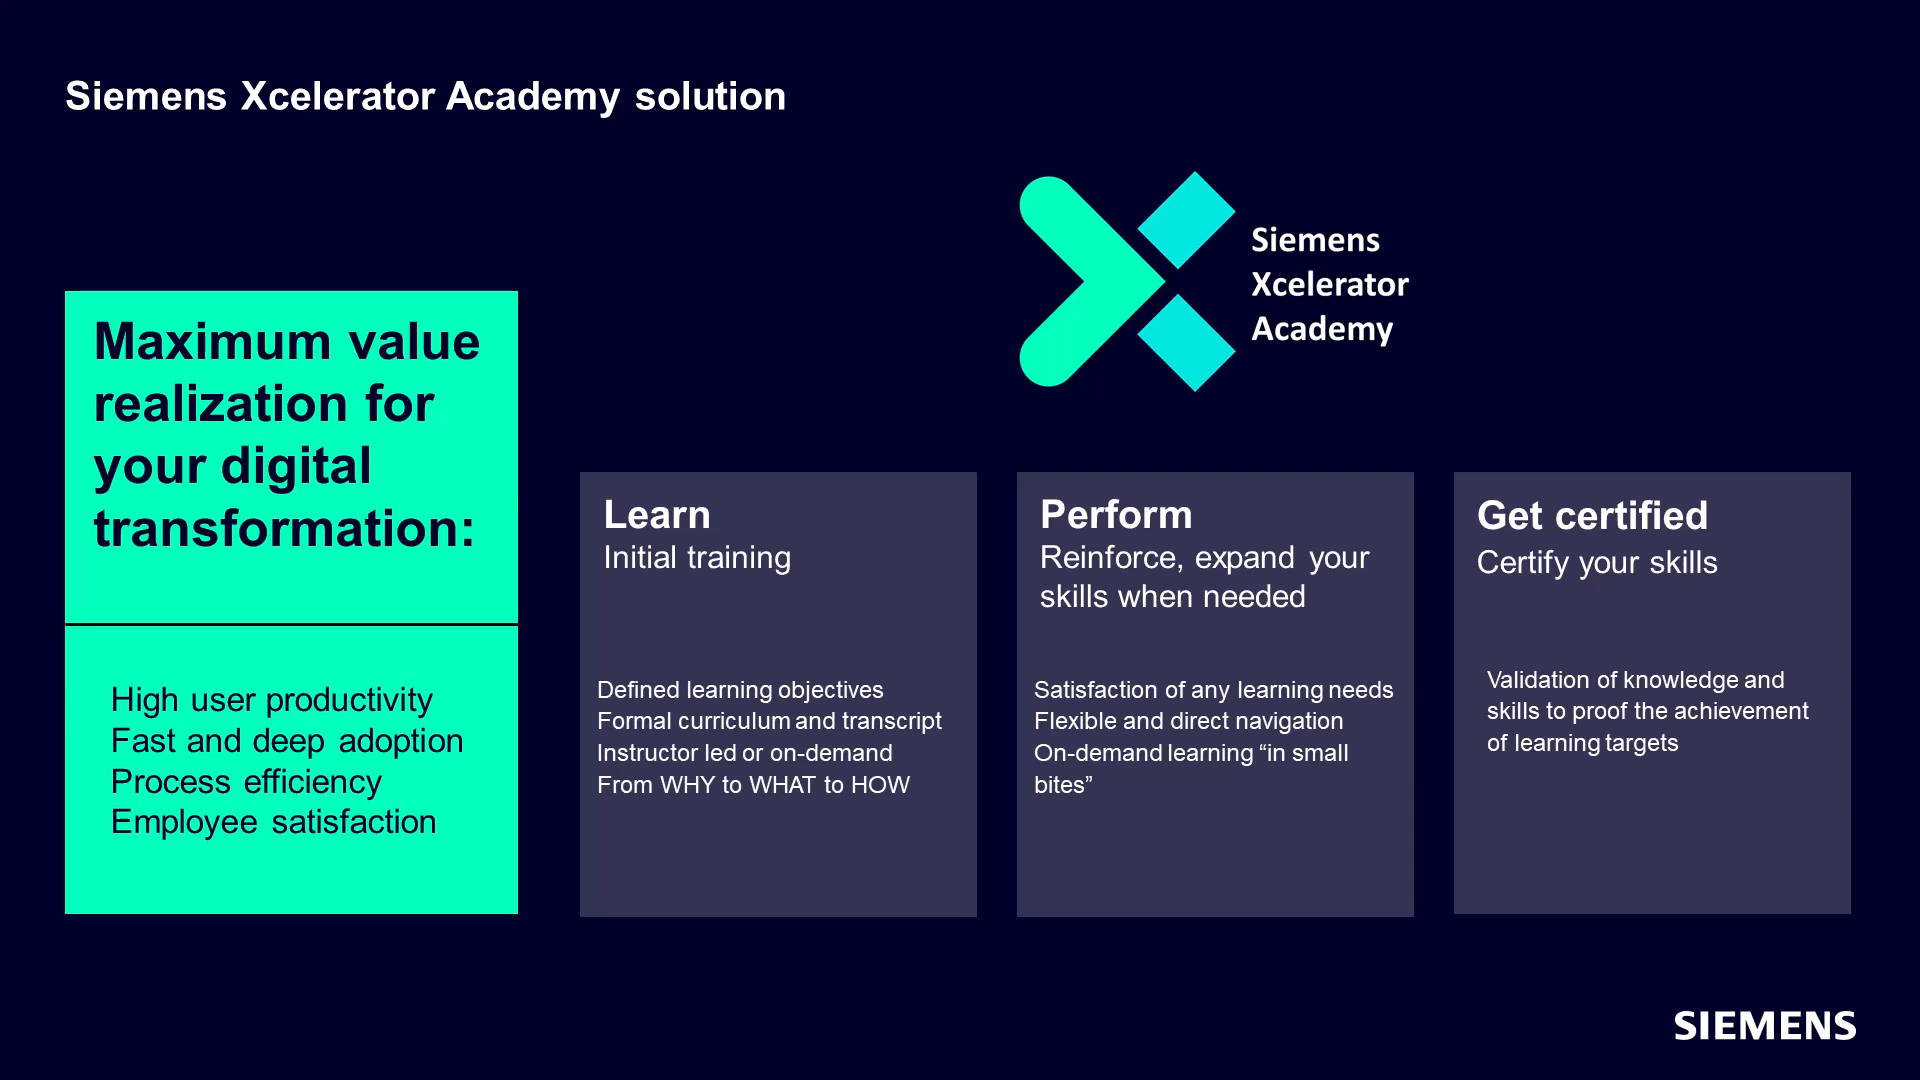 Siemens Xcelerator Academy solution
Siemens
Xcelerator
Academy
Maximum value
realization for
your digital
transformation:
High user productivity
Fast and deep adoption
Process efficiency
Employee satisfaction
Learn
Initial training
Defined learning objectives
Formal curriculum and transcript
Instructor led or on-demand
From WHY to WHAT to HOW
Perform
Reinforce, expand your
skills when needed
Satisfaction of any learning needs
Flexible and direct navigation
On-demand learning “in small
bites”
Get certified
Certify your skills
Validation of knowledge and
skills to proof the achievement
of learning targets
SIEMENS